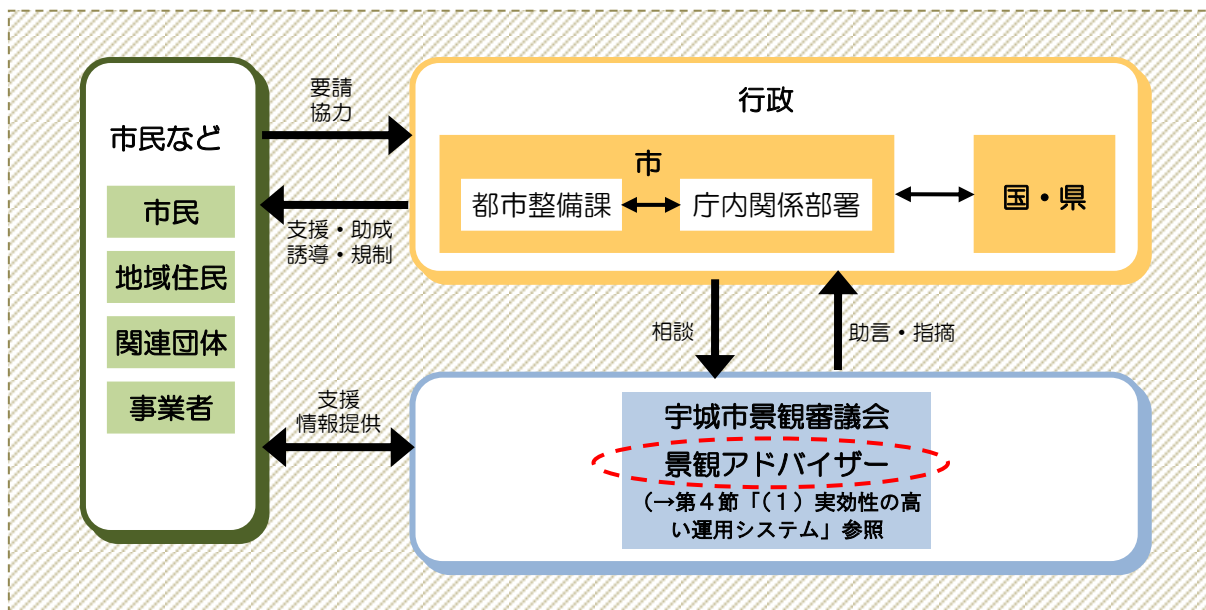 市民など
市民
地域住民
関連団体
事業者
要請
協力
支援・助成
誘導・規制
支援
情報提供
行政
市
都市整備課
庁内関係部署
国・県
相談
助言・指摘
宇城市景観審議会
景観アドバイザー
(→第4節「(1)実効性の高
い運用システム」参照